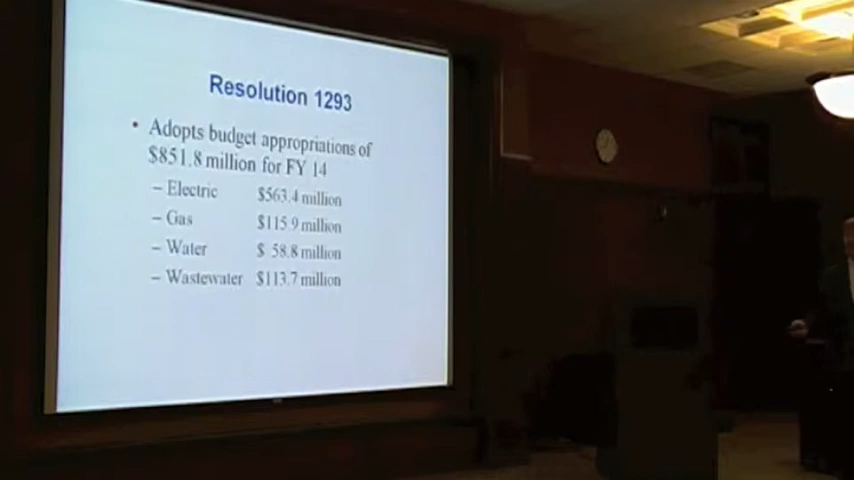 Resolution 1293
• Adopts budget appropriations of
$851.8 million for FY 14
– Electric $563.4 million
– Gas $115.9 million
– Water $ 58.8 million
– Wastewater $113.7 million